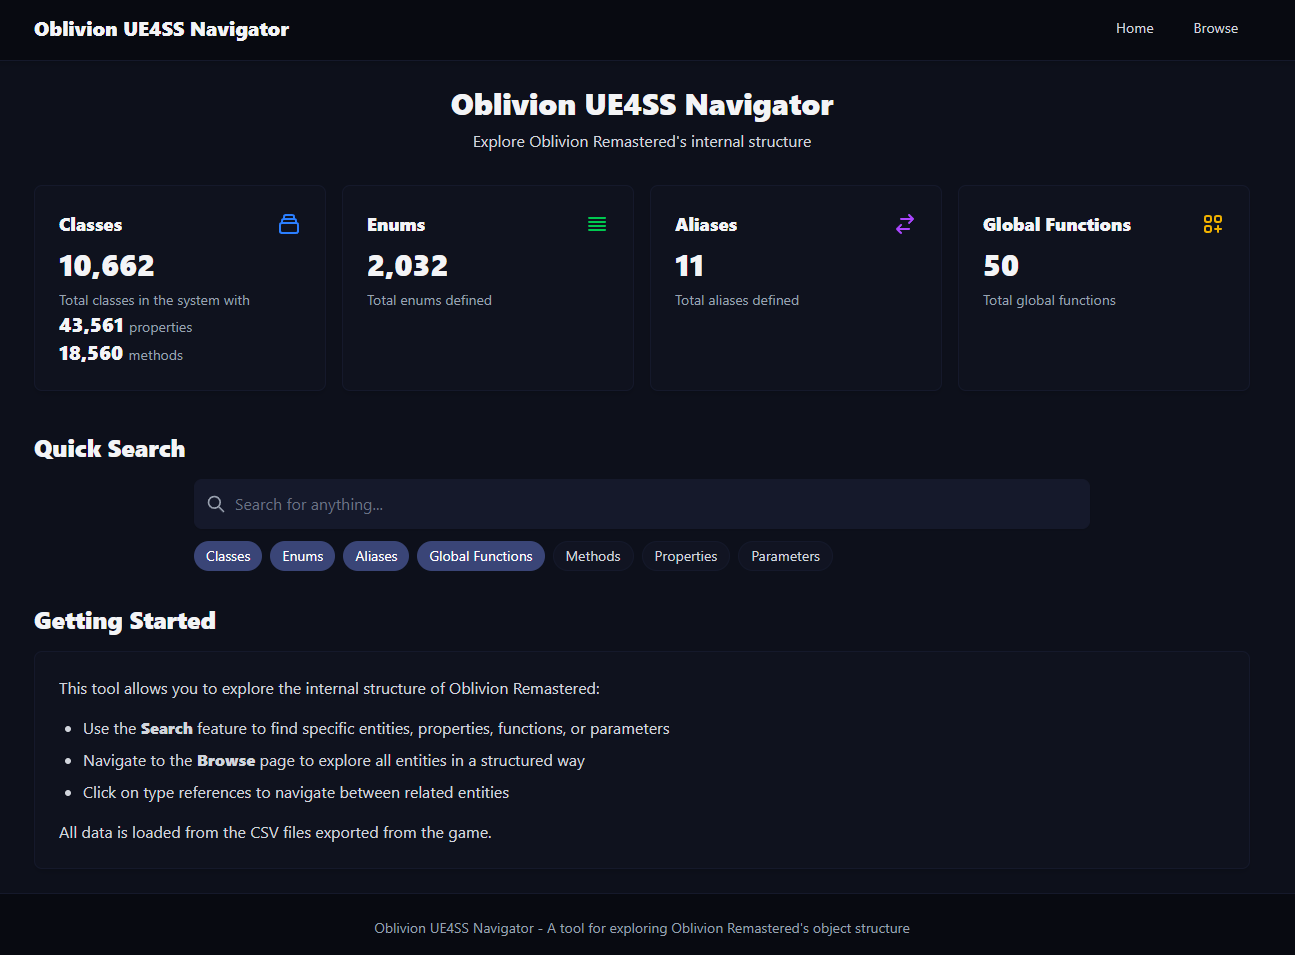 Oblivion UE4SS Navigator
Home
Browse
Oblivion UE4SS Navigator
Explore Oblivion Remastered's internal structure
Classes
10,662
Total classes in the system with
43,561 properties
18,560 methods
Enums
2,032
Total enums defined
Aliases
11
Total aliases defined
Global Functions
50
Total global functions
Quick Search
Search for anything...
Classes
Enums
Aliases
Global Functions
Methods
Properties
Parameters
Getting Started
This tool allows you to explore the internal structure of Oblivion Remastered:
Use the Search feature to find specific entities, properties, functions, or parameters
Navigate to the Browse page to explore all entities in a structured way
Click on type references to navigate between related entities
All data is loaded from the CSV files exported from the game.
Oblivion UE4SS Navigator - A tool for exploring Oblivion Remastered's object structure